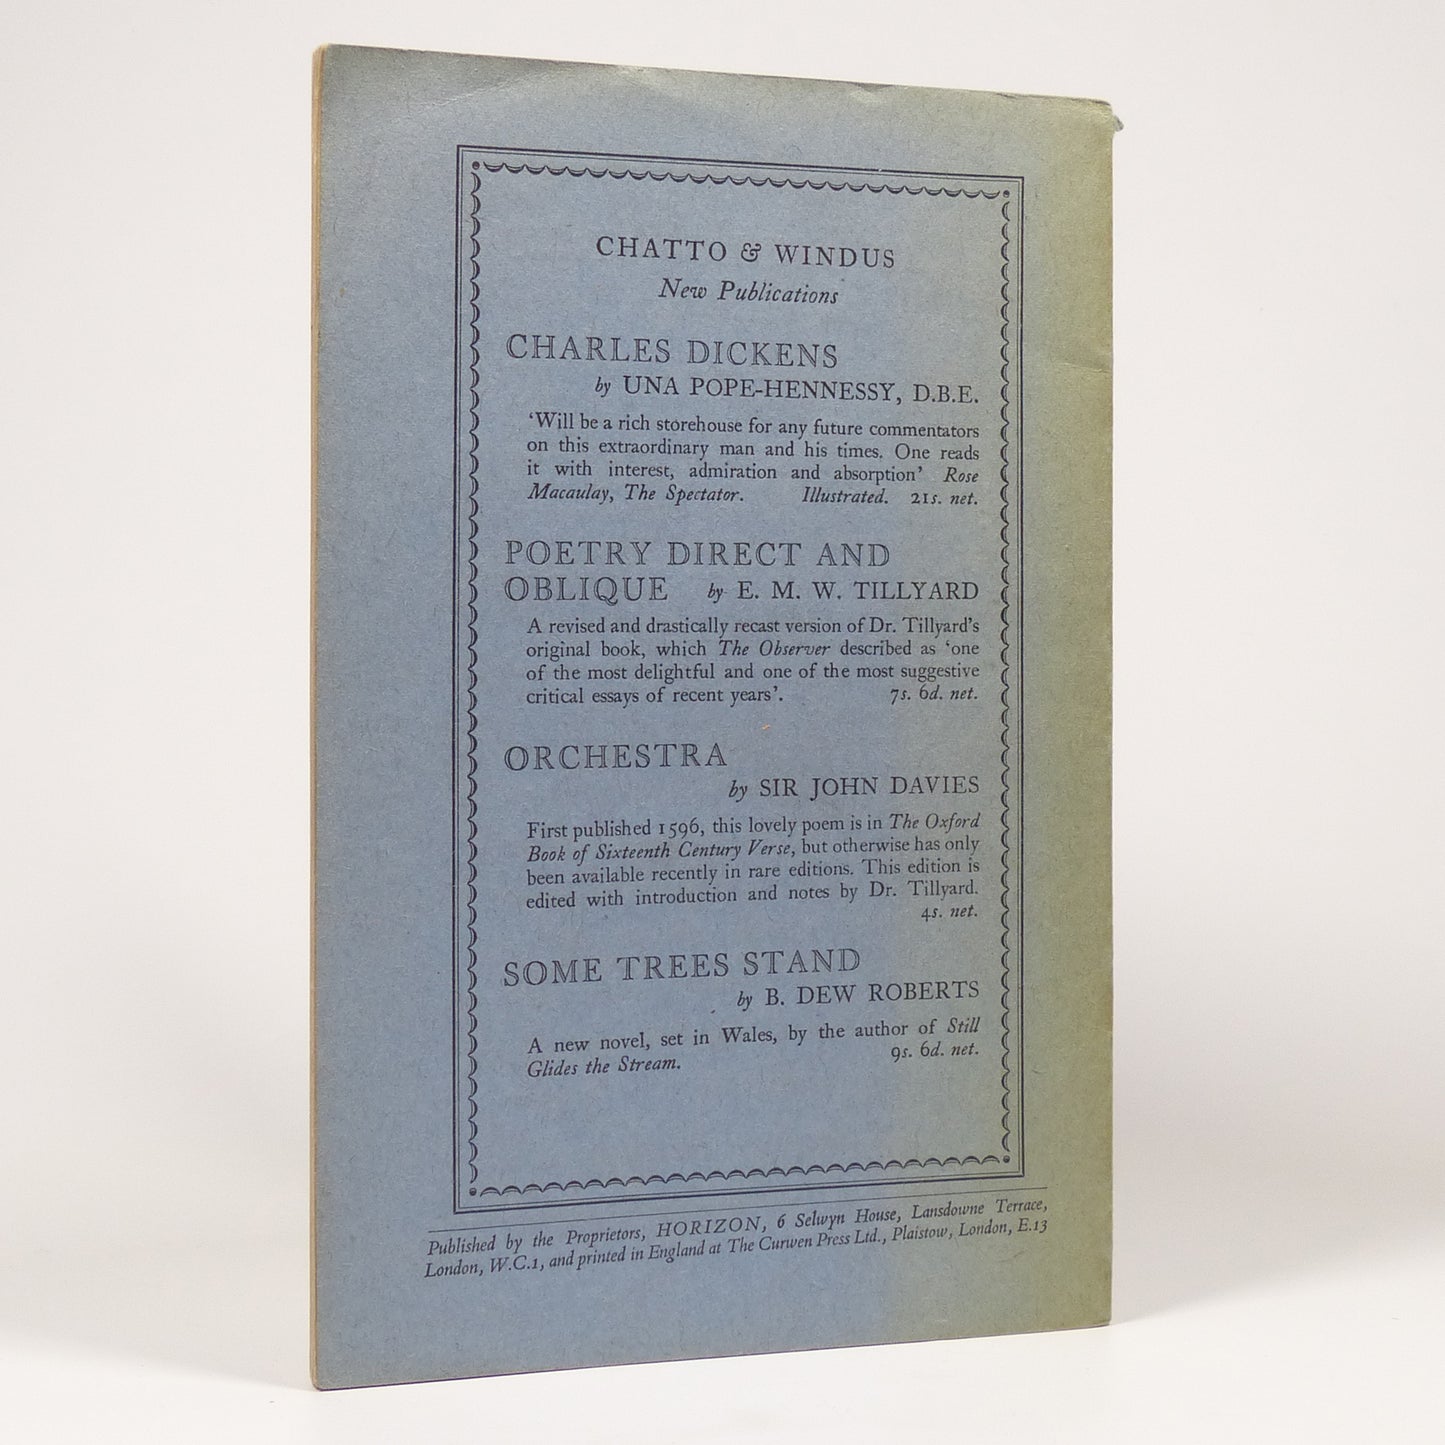 CHATTO & WINDUS
New Publications
CHARLES DICKENS
by UNA POPE-HENNESSY, D.B.E.
‘Will be a rich storehouse for any future commentators
on this extraordinary man and his times. One reads
it with interest, admiration and absorption’ Rose
Macaulay, The Spectator. Illustrated. 21s. net.
POETRY DIRECT AND
OBLIQUE by E. M. W. TILLYARD
A revised and drastically recast version of Dr. Tillyard’s
original book, which The Observer described as ‘one
of the most delightful and one of the most suggestive
critical essays of recent years’. 7s. 6d. net.
ORCHESTRA
by SIR JOHN DAVIES
First published 1596, this lovely poem is in The Oxford
Book of Sixteenth Century Verse, but otherwise has only
been available recently in rare editions. This edition is
edited with introduction and notes by Dr. Tillyard.
4s. net.
SOME TREES STAND
by B. DEW ROBERTS
A new novel, set in Wales, by the author of Still
Glides the Stream. 9s. 6d. net.
Published by the Proprietors, HORIZON, 6 Selwyn House, Lansdowne Terrace,
London, W.C.1, and printed in England at The Curwen Press Ltd., Plaistow, London, E.13